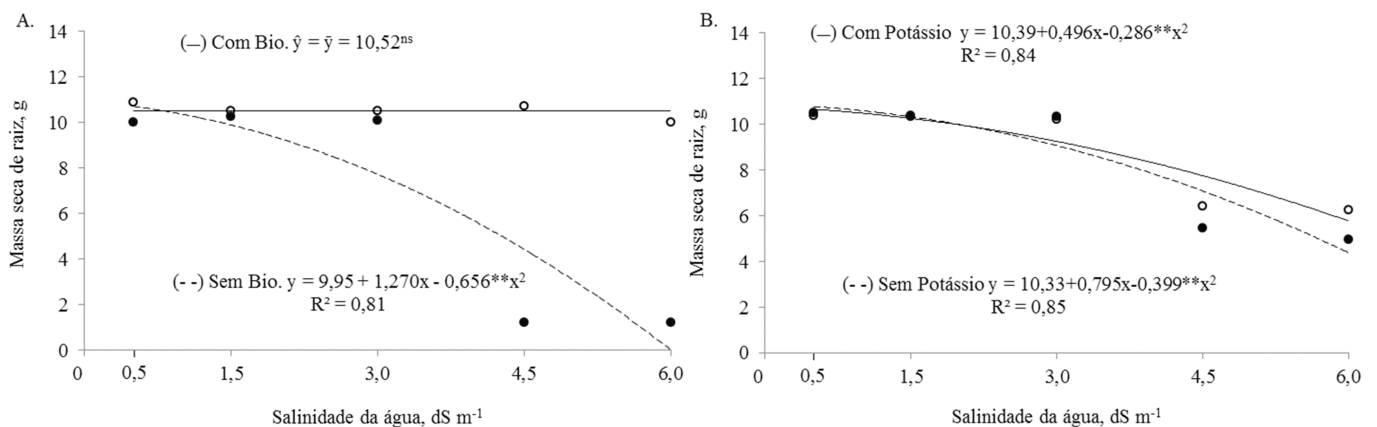 A.
(—) Com Bio. ŷ = ȳ = 10,52ns
Massa seca de raiz, g
14
12
10
8
6
4
2
0
(- -) Sem Bio. y = 9,95 + 1,270x - 0,656**x²
R² = 0,81
0 0,5 1,5 3,0 4,5 6,0
Salinidade da água, dS m-1
B.
(—) Com Potássio y = 10,39+0,496x-0,286**x²
R² = 0,84
Massa seca de raiz, g
14
12
10
8
6
4
2
0
(- -) Sem Potássio y = 10,33+0,795x-0,399**x²
R² = 0,85
0 0,5 1,5 3,0 4,5 6,0
Salinidade da água, dS m-1